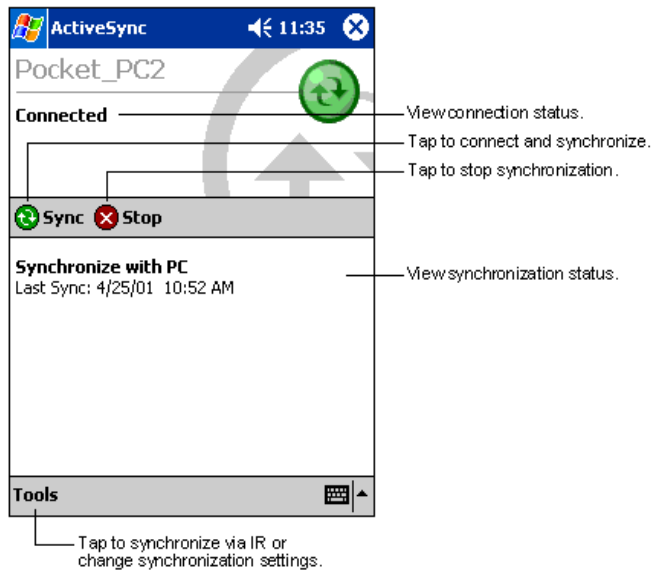 ActiveSync 11:35
Pocket_PC2
Connected
View connection status.
Tap to connect and synchronize.
Tap to stop synchronization.
Sync Stop
Synchronize with PC
Last Sync: 4/25/01 10:52 AM
View synchronization status.
Tools
Tap to synchronize via IR or
change synchronization settings.